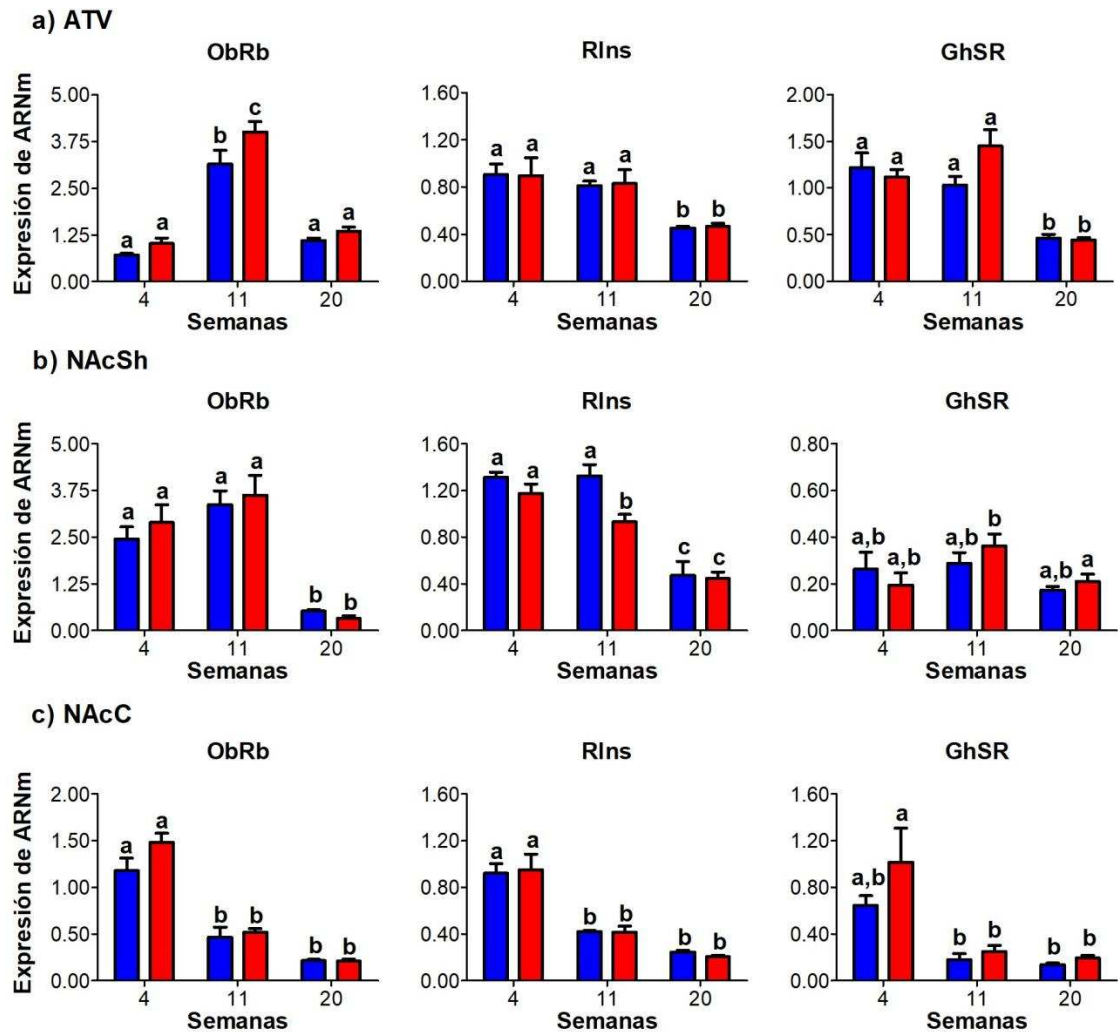 a) ATV
ObRb
RIns
GhSR
Expresión de ARNm
5.00
3.75
2.50
1.25
0.00
a
a
b
c
a
a
4
11
20
Semanas
1.60
1.20
0.80
0.40
0.00
a
a
a
a
b
b
4
11
20
Semanas
2.00
1.50
1.00
0.50
0.00
a
a
a
a
b
b
4
11
20
Semanas
b) NAcSh
ObRb
RIns
GhSR
Expresión de ARNm
5.00
3.75
2.50
1.25
0.00
a
a
a
a
b
b
4
11
20
Semanas
1.60
1.20
0.80
0.40
0.00
a
a
a
b
c
c
4
11
20
Semanas
0.80
0.60
0.40
0.20
0.00
a,b
a,b
a,b
b
a,b
a
4
11
20
Semanas
c) NAcC
ObRb
RIns
GhSR
Expresión de ARNm
2.00
1.50
1.00
0.50
0.00
a
a
b
b
b
b
4
11
20
Semanas
1.60
1.20
0.80
0.40
0.00
a
a
b
b
b
b
4
11
20
Semanas
1.60
1.20
0.80
0.40
0.00
a,b
a
b
b
b
b
4
11
20
Semanas